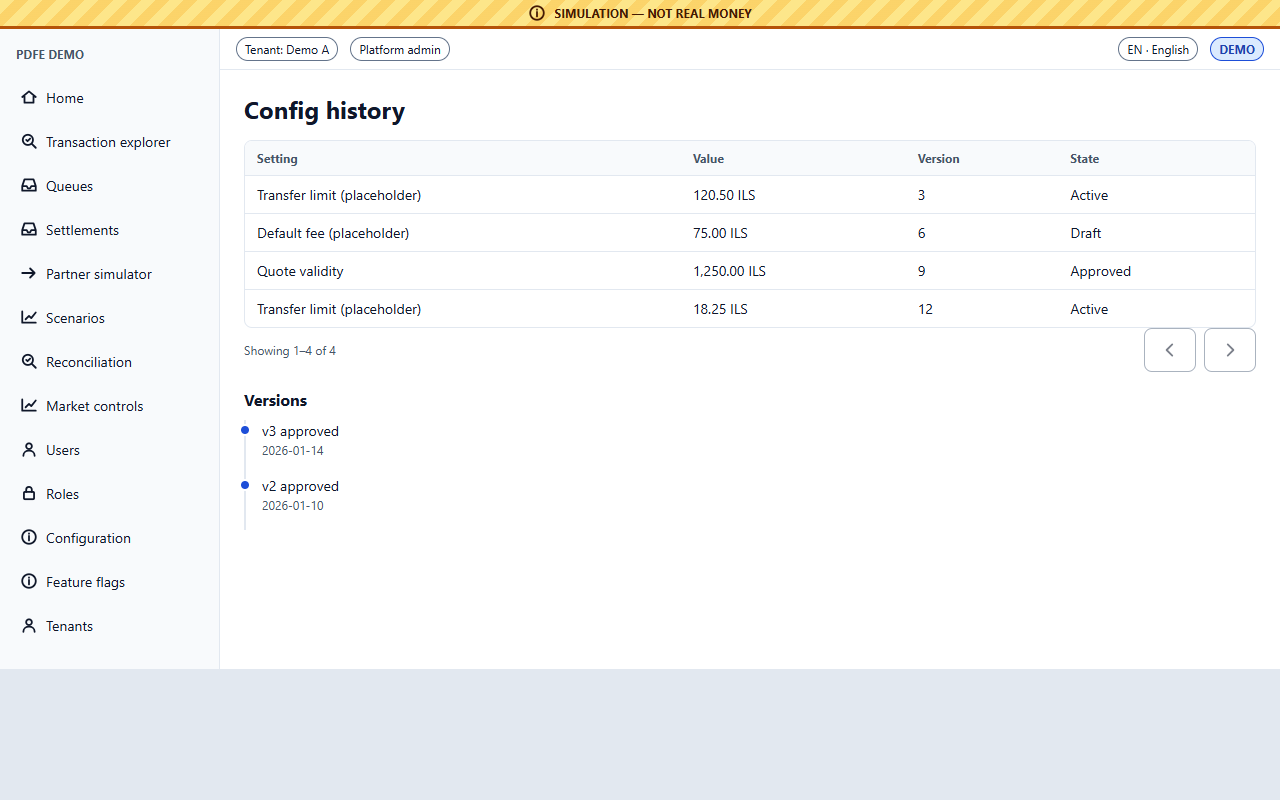 SIMULATION — NOT REAL MONEY
PDFE DEMO
Tenant: Demo A
Platform admin
EN · English
DEMO
Home
Transaction explorer
Queues
Settlements
Partner simulator
Scenarios
Reconciliation
Market controls
Users
Roles
Configuration
Feature flags
Tenants
Config history
Setting Value Version State
Transfer limit (placeholder) 120.50 ILS 3 Active
Default fee (placeholder) 75.00 ILS 6 Draft
Quote validity 1,250.00 ILS 9 Approved
Transfer limit (placeholder) 18.25 ILS 12 Active
Showing 1–4 of 4
Versions
v3 approved
2026-01-14
v2 approved
2026-01-10